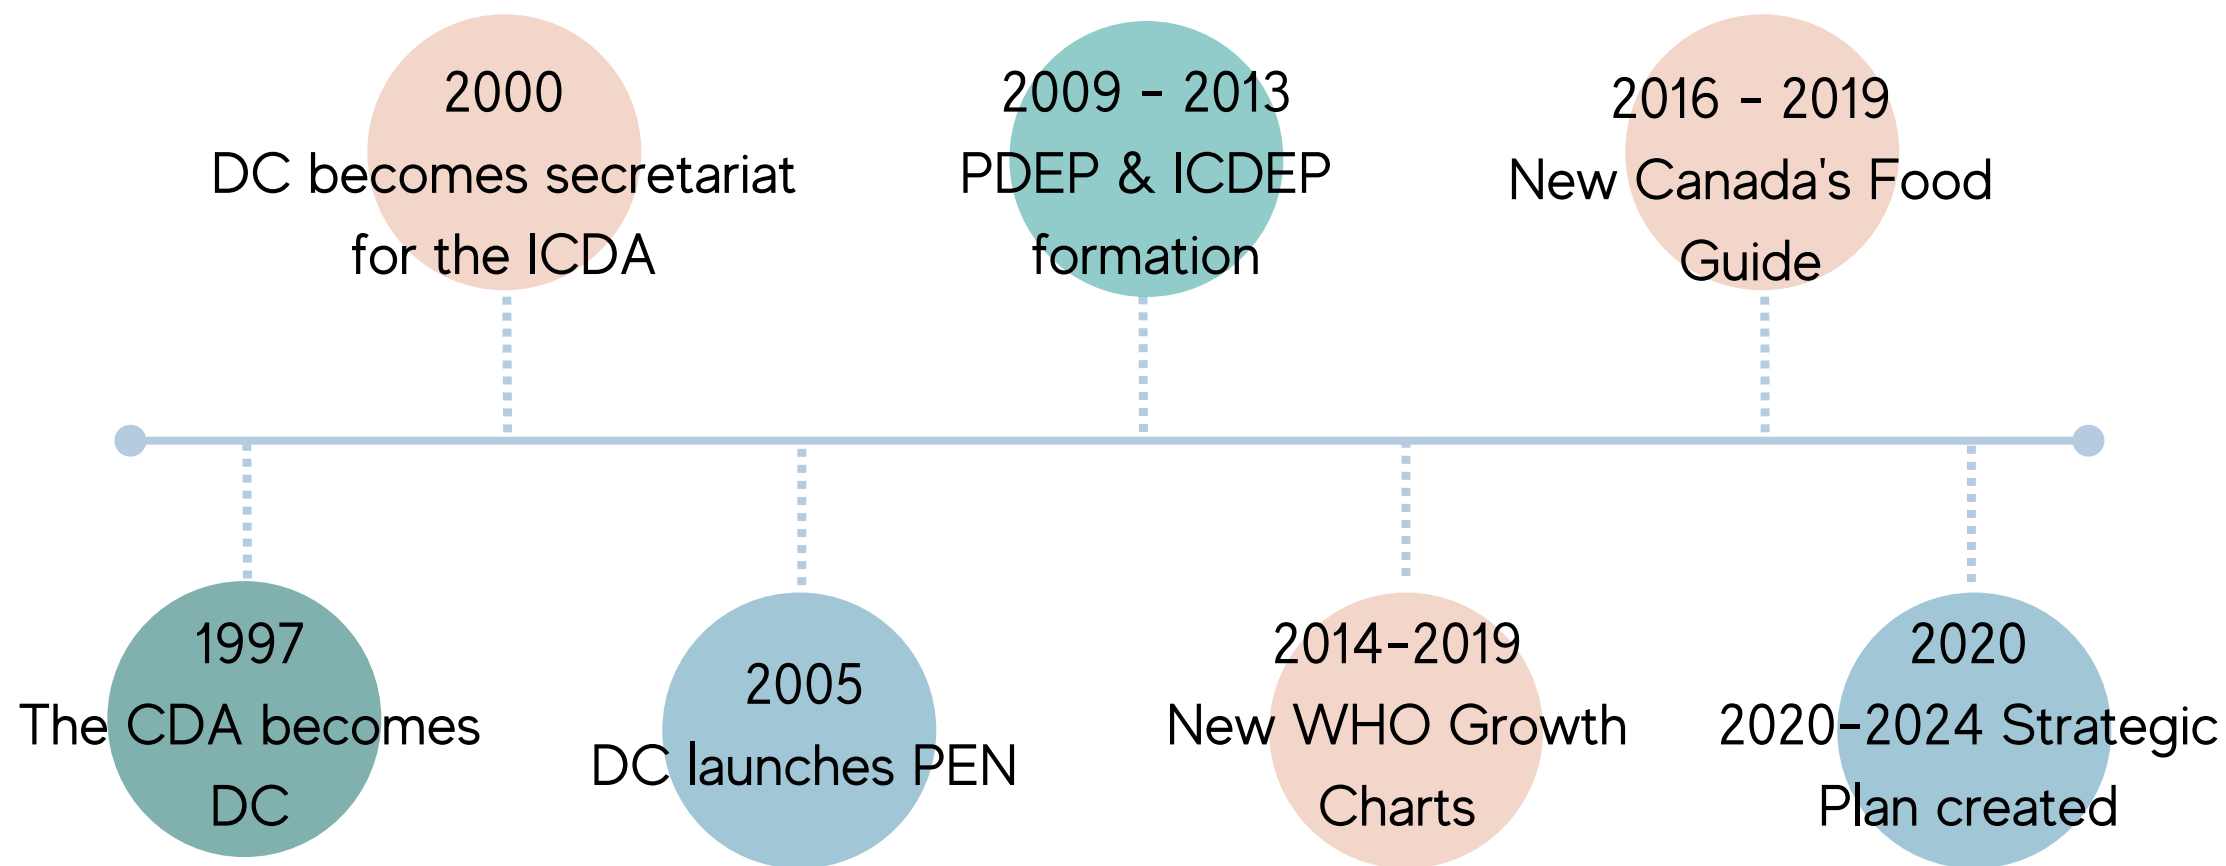 2000
DC becomes secretariat
for the ICDA
2009 - 2013
PDEP & ICDEP
formation
2016 - 2019
New Canada's Food
Guide
1997
The CDA becomes
DC
2005
DC launches PEN
2014-2019
New WHO Growth
Charts
2020
2020-2024 Strategic
Plan created